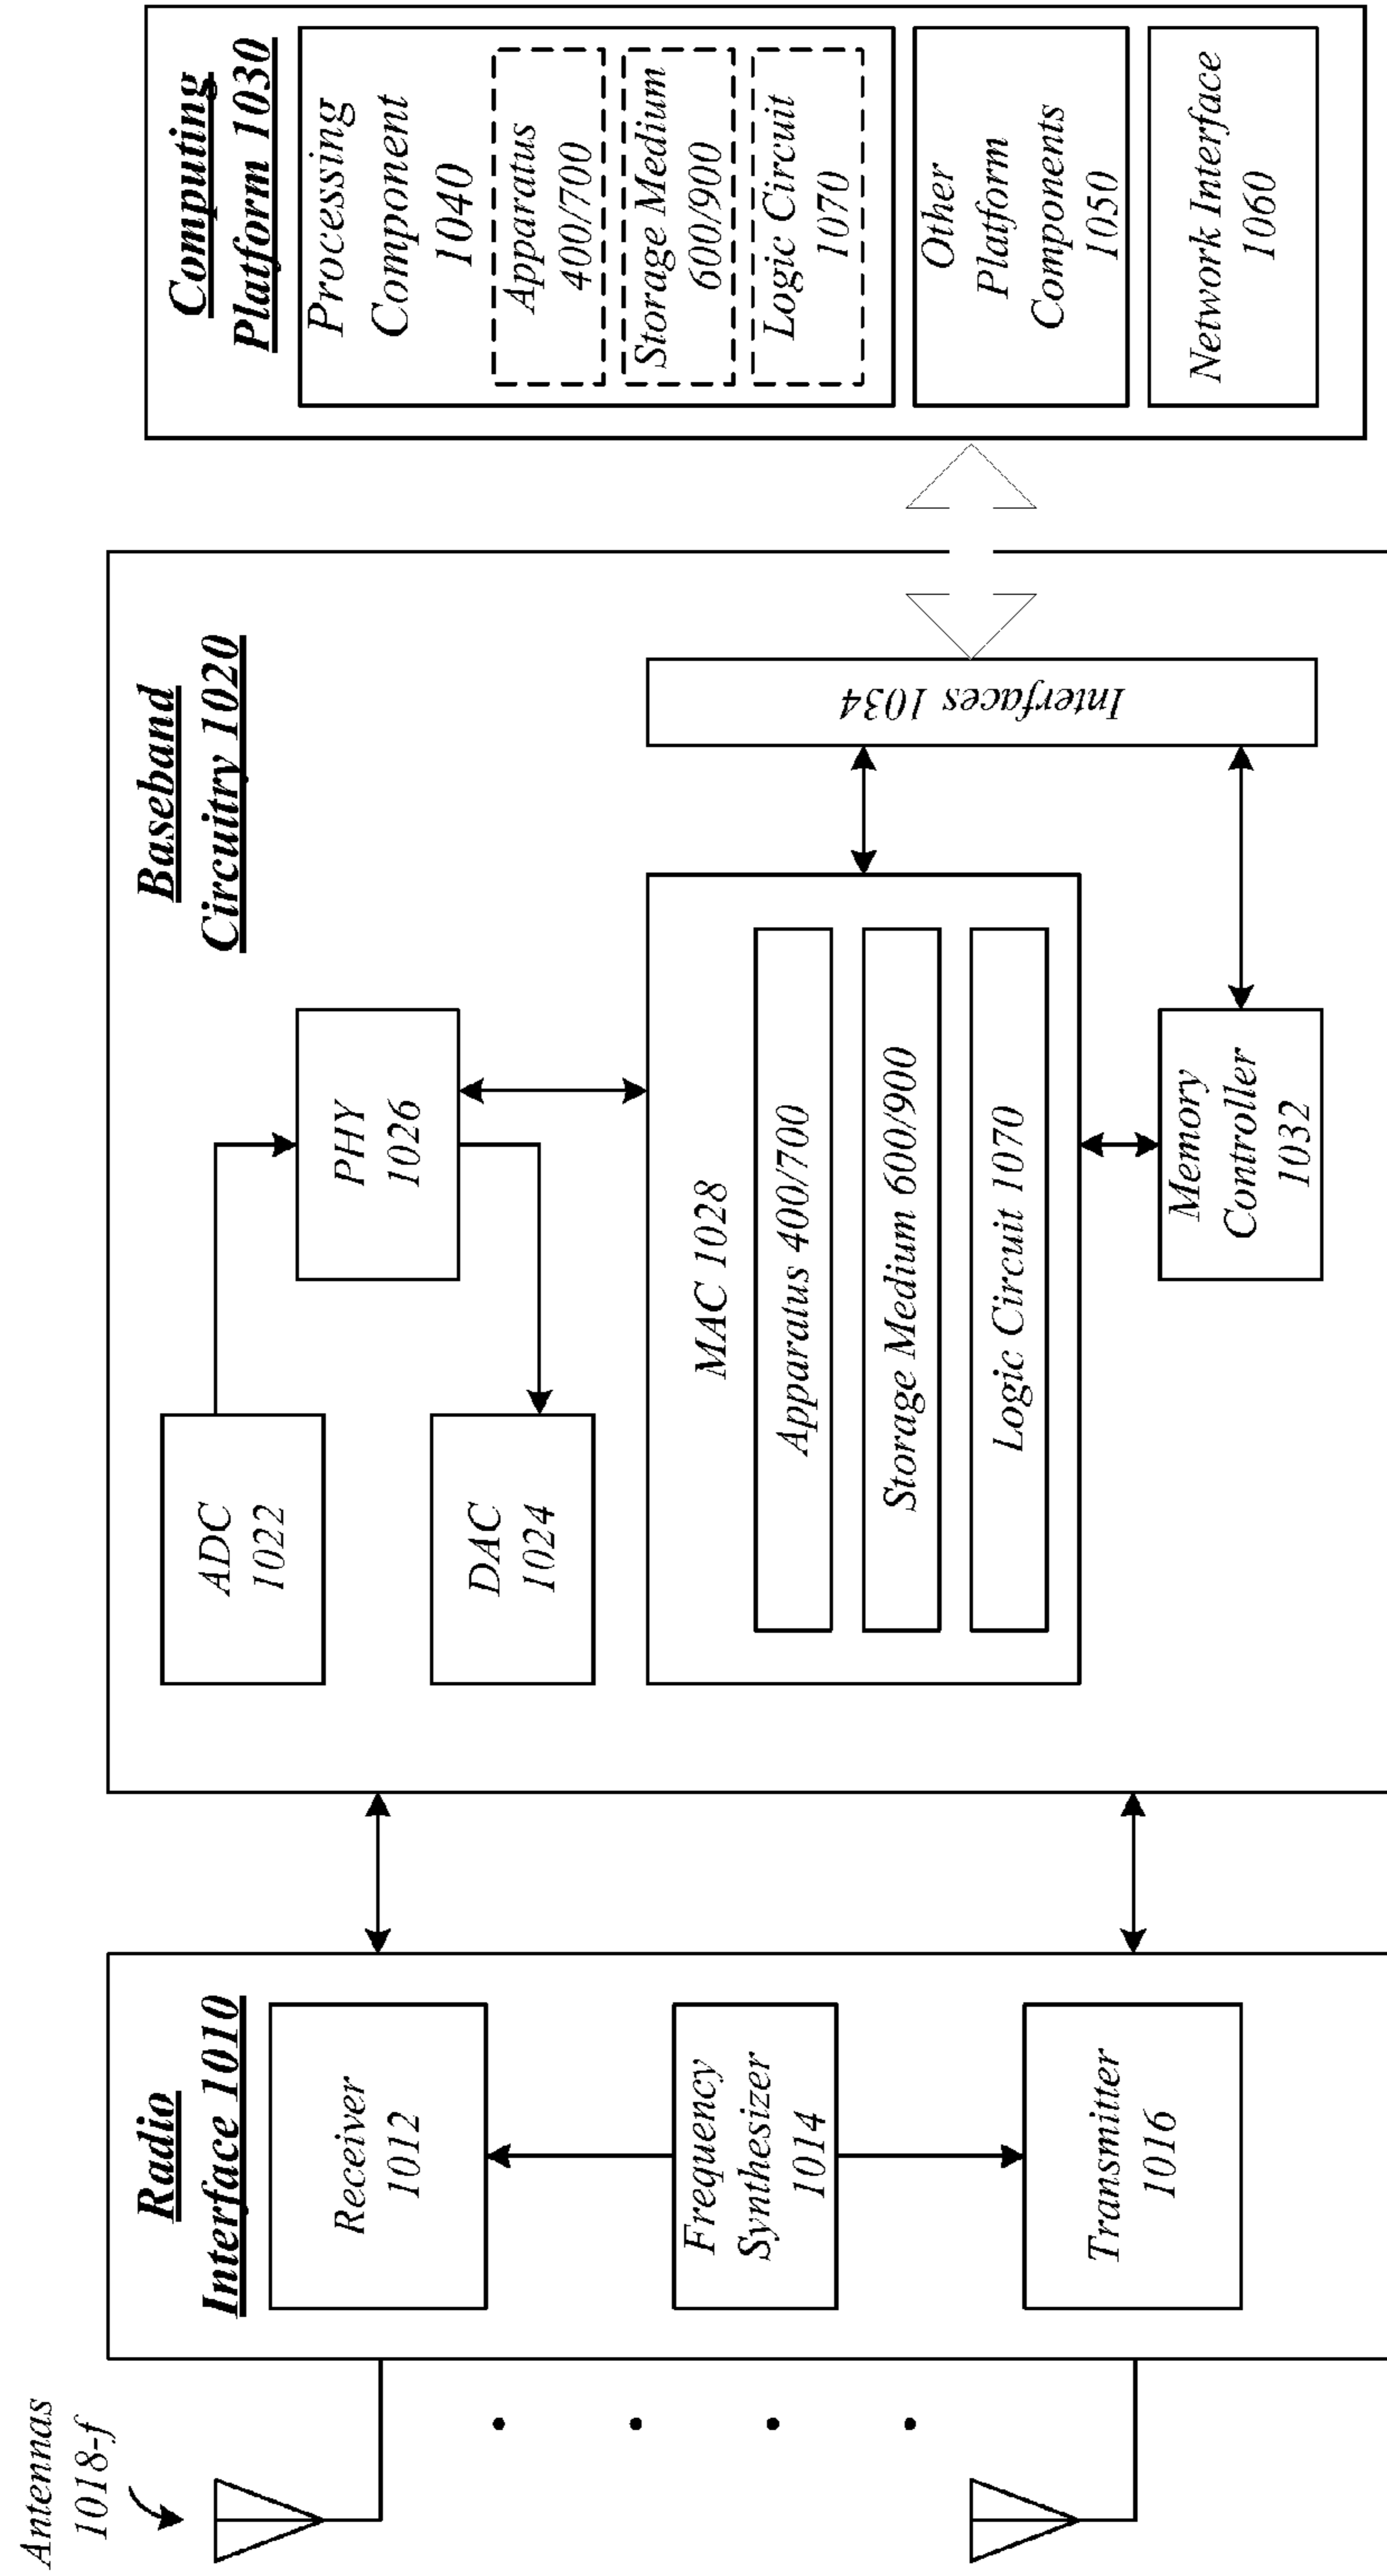 Antennas
1018-f
Radio
Interface 1010
Receiver
1012
Frequency
Synthesizer
1014
Transmitter
1016
Baseband
Circuitry 1020
ADC
1022
DAC
1024
PHY
1026
MAC 1028
Apparatus 400/700
Storage Medium 600/900
Logic Circuit 1070
Memory
Controller
1032
Interfaces 1034
Computing
Platform 1030
Processing
Component
1040
Apparatus
400/700
Storage Medium
600/900
Logic Circuit
1070
Other
Platform
Components
1050
Network Interface
1060